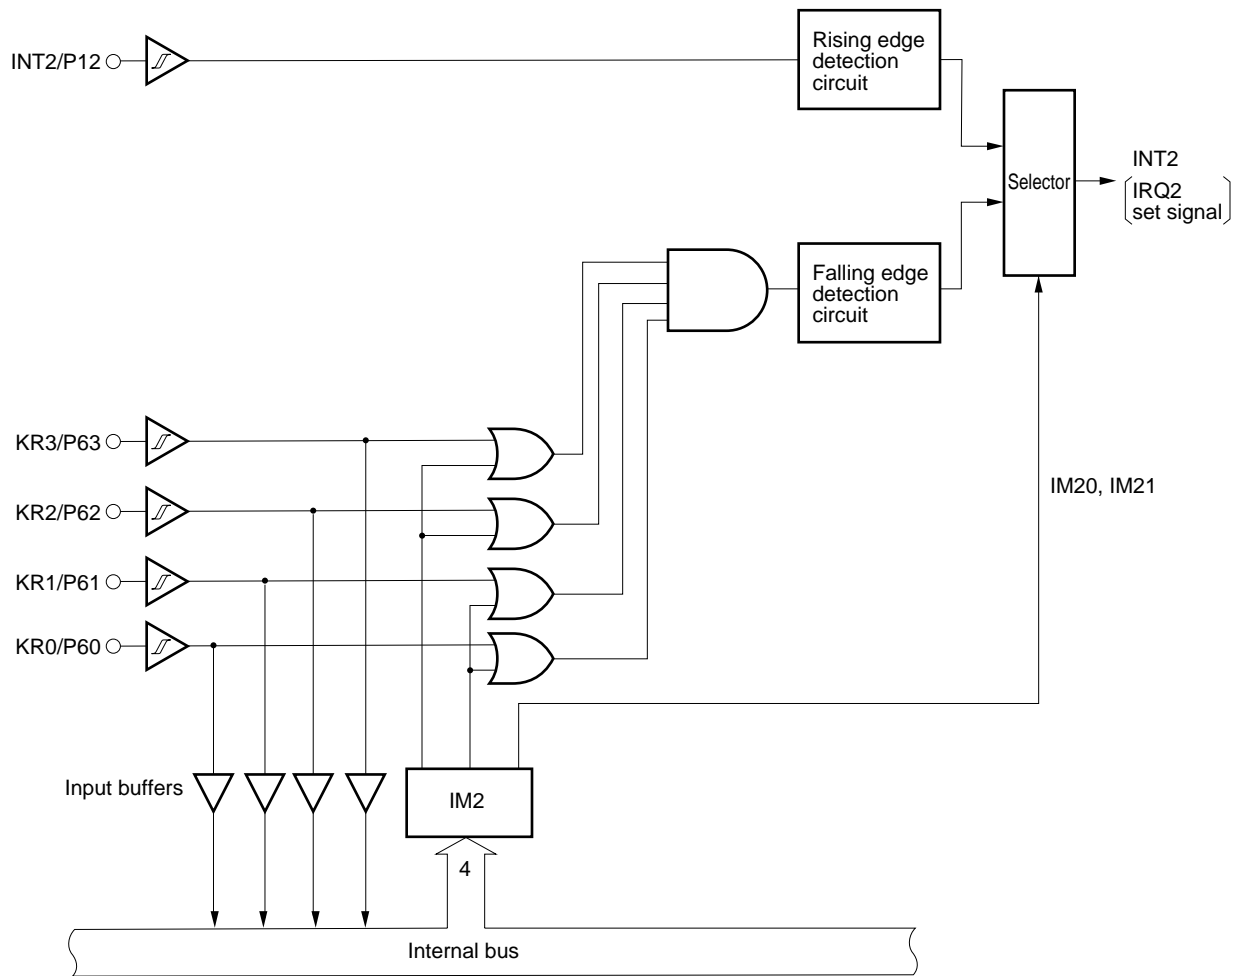 INT2/P12
Rising edge
detection
circuit
Selector
INT2
IRQ2
set signal
Falling edge
detection
circuit
KR3/P63
KR2/P62
IM20, IM21
KR1/P61
KR0/P60
Input buffers
IM2
4
Internal bus